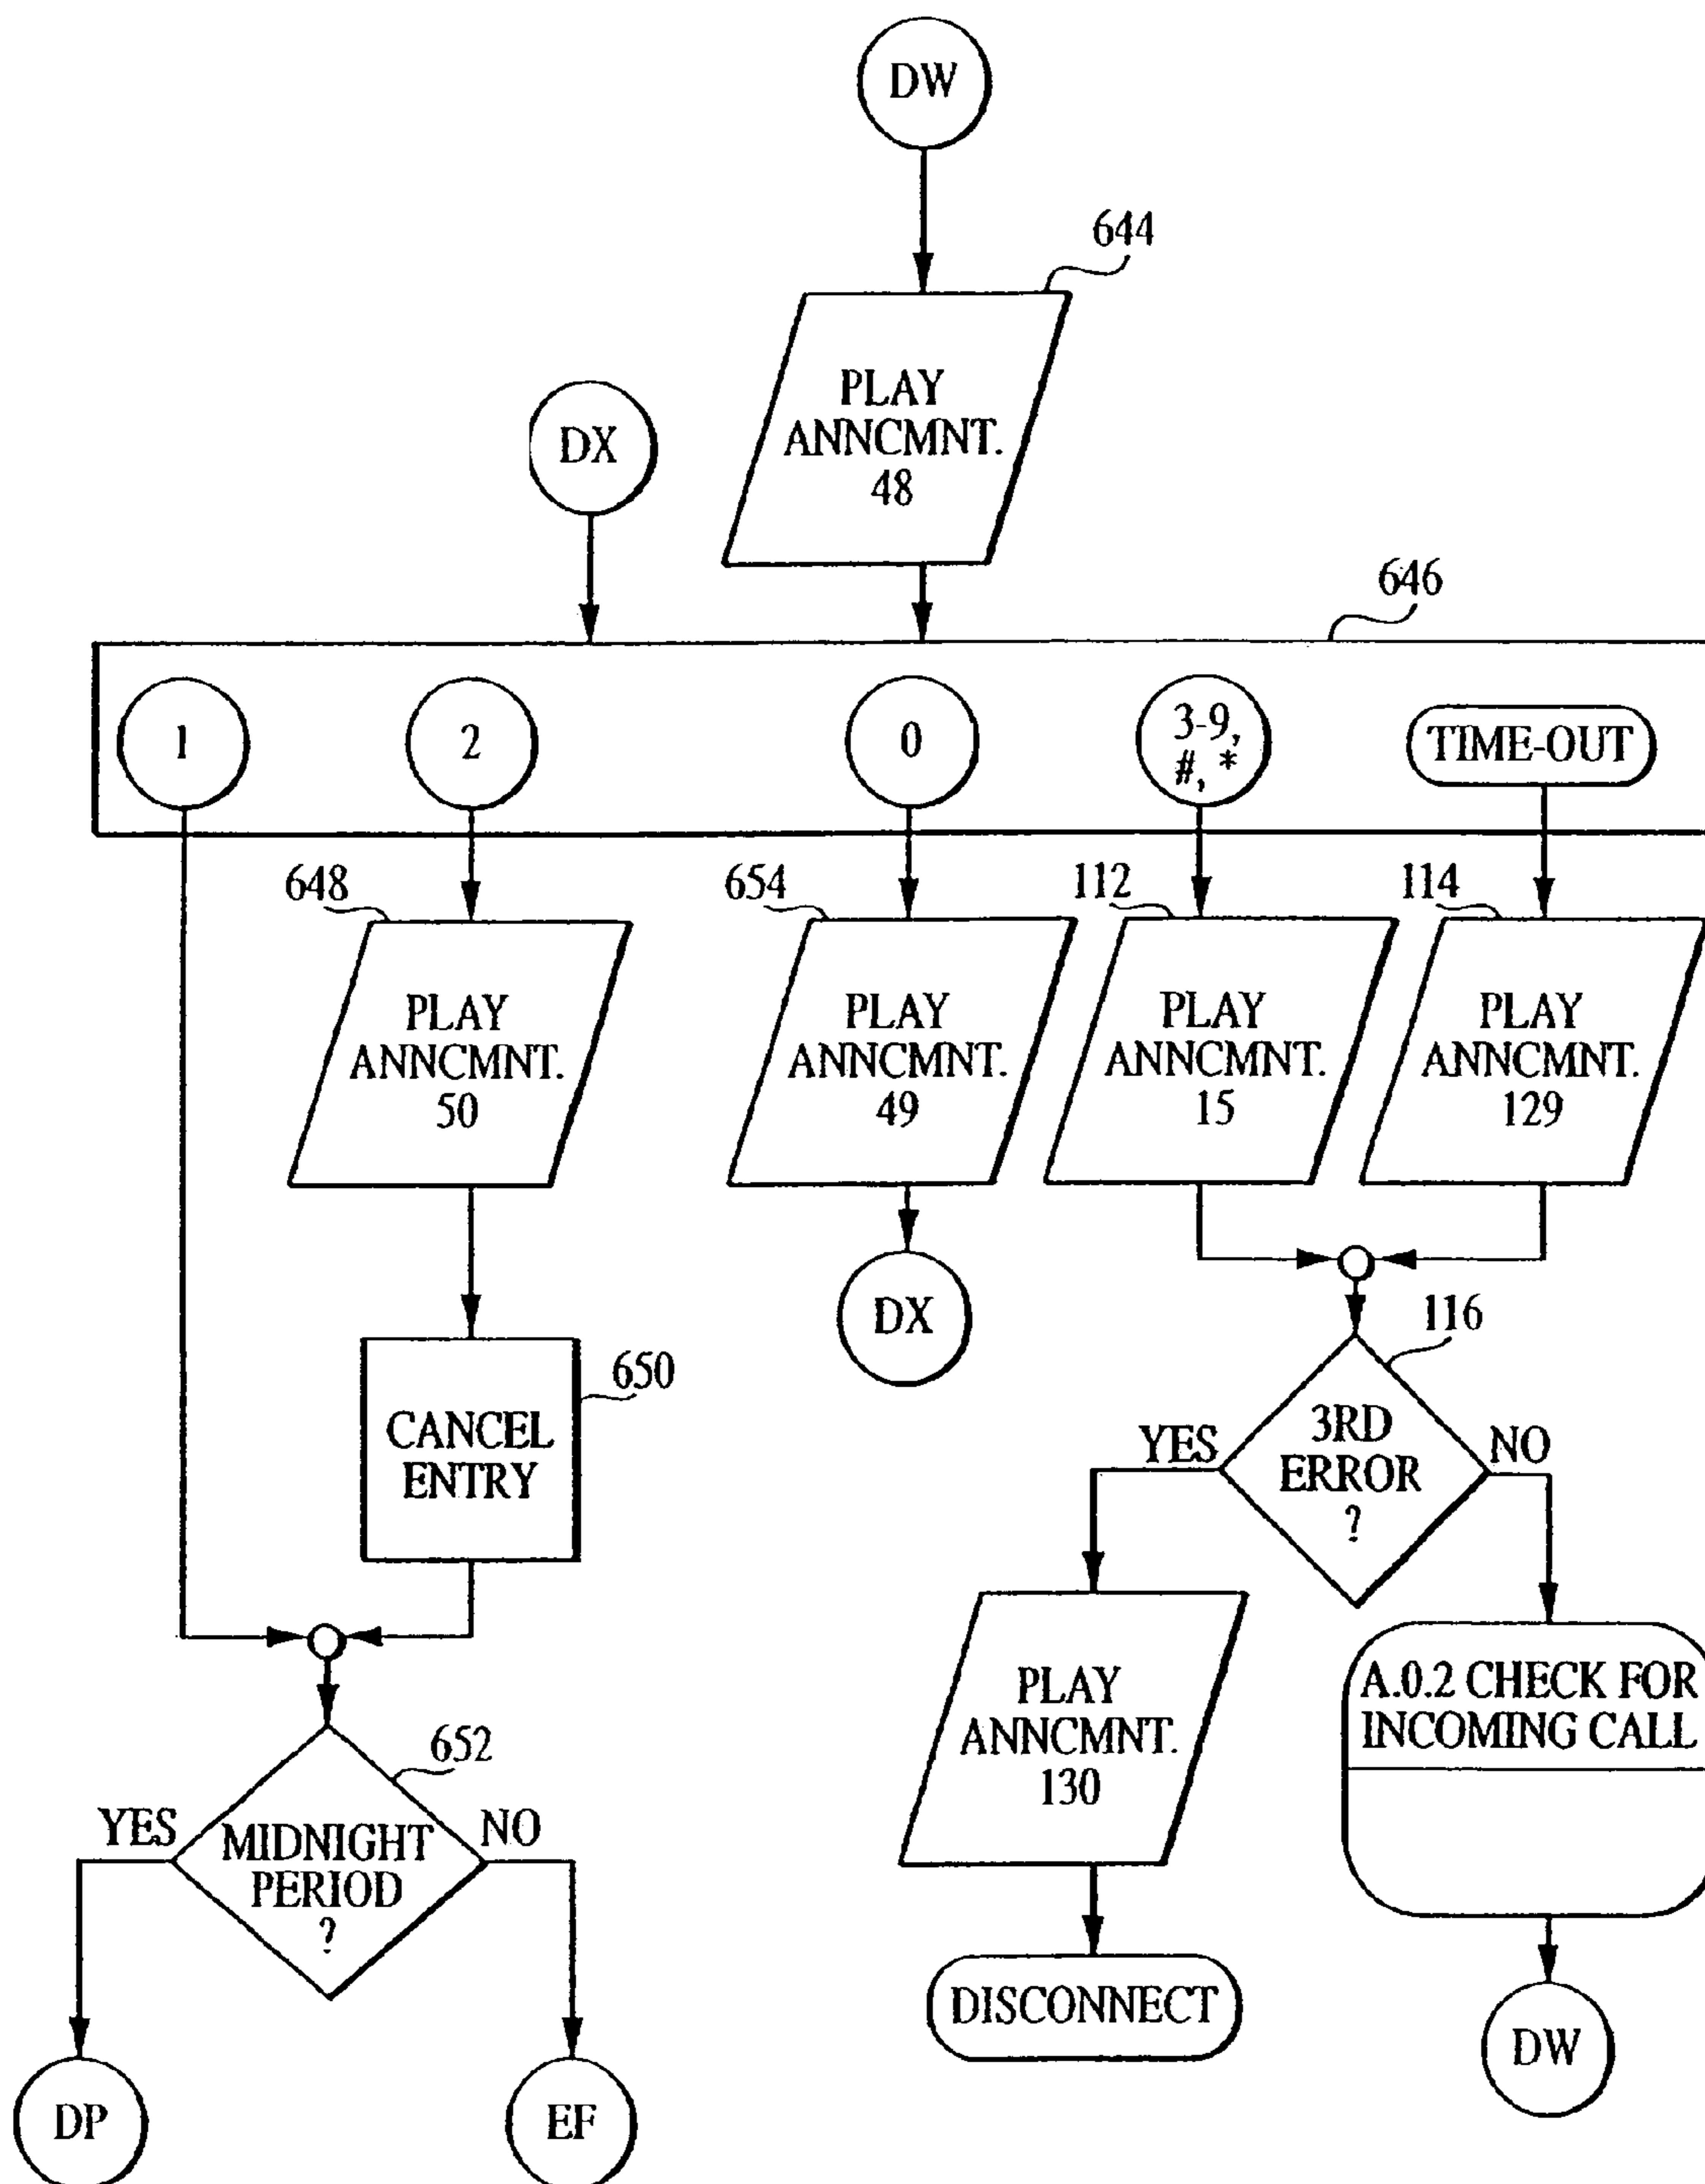 DW
644
PLAY
ANNCMNT.
48
DX
646
1
2
0
3-9,
#, *
TIME-OUT
648
654
112
114
PLAY
ANNCMNT.
50
PLAY
ANNCMNT.
49
PLAY
ANNCMNT.
15
PLAY
ANNCMNT.
129
DX
116
650
CANCEL
ENTRY
YES
3RD
ERROR
?
NO
PLAY
ANNCMNT.
130
A.0.2 CHECK FOR
INCOMING CALL
652
YES
MIDNIGHT
PERIOD
?
NO
DISCONNECT
DW
DP
EF